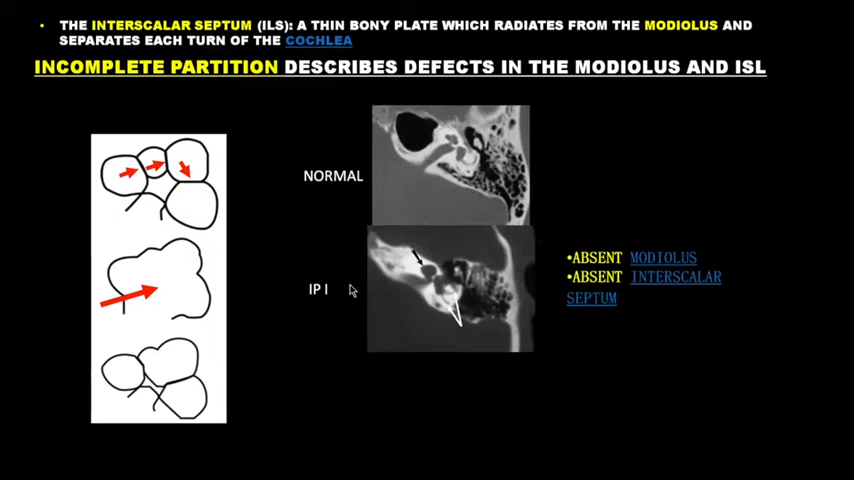 • THE INTERSCALAR SEPTUM (ILS): A THIN BONY PLATE WHICH RADIATES FROM THE MODIOLUS AND
SEPARATES EACH TURN OF THE COCHLEA
INCOMPLETE PARTITION DESCRIBES DEFECTS IN THE MODIOLUS AND ISL
NORMAL
IP I
•ABSENT MODIOLUS
•ABSENT INTERSCALAR
SEPTUM